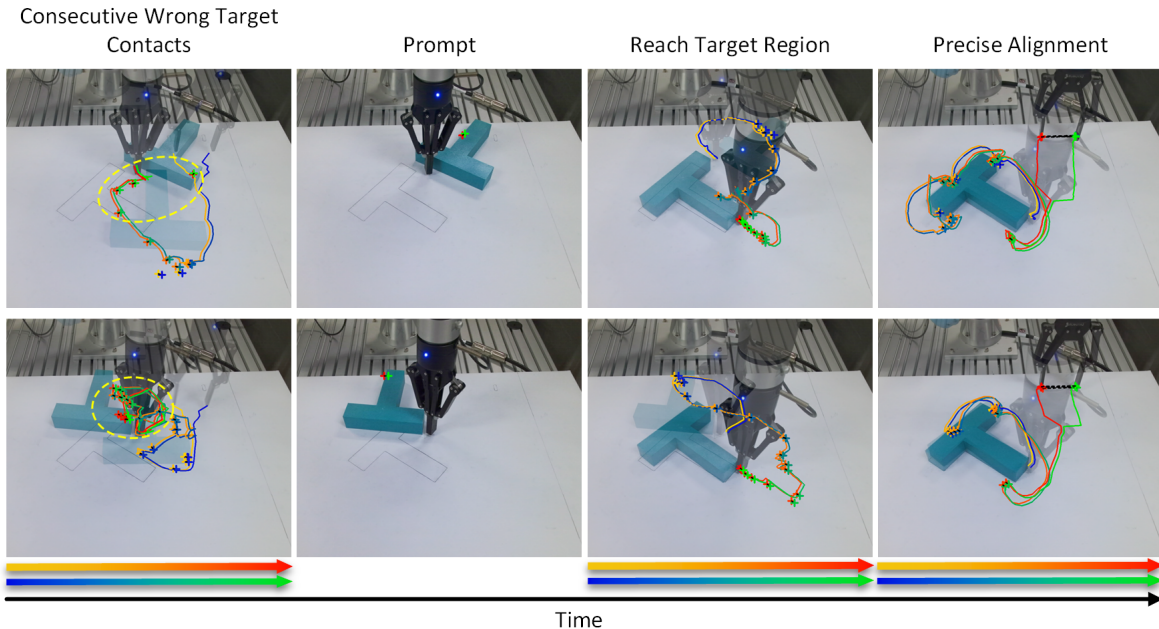 Consecutive Wrong Target
Contacts
Prompt
Reach Target Region
Precise Alignment
Time